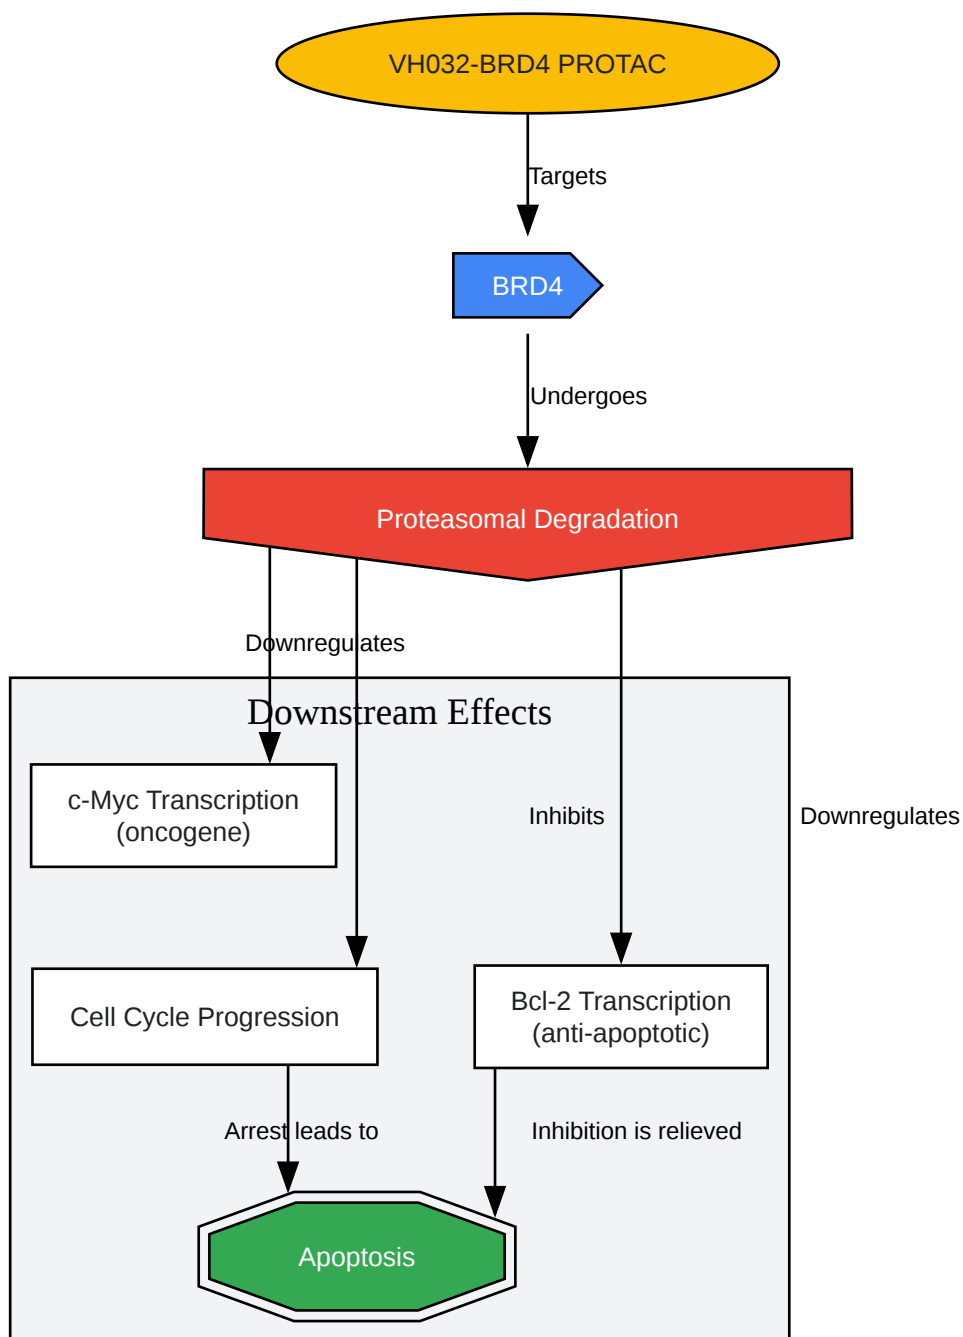 VH032-BRD4 PROTAC
Targets
BRD4
Undergoes
Proteasomal Degradation
Downregulates
Downstream Effects
c-Myc Transcription
(oncogene)
Inhibits
Downregulates
Cell Cycle Progression
Bcl-2 Transcription
(anti-apoptotic)
Arrest leads to
Inhibition is relieved
Apoptosis